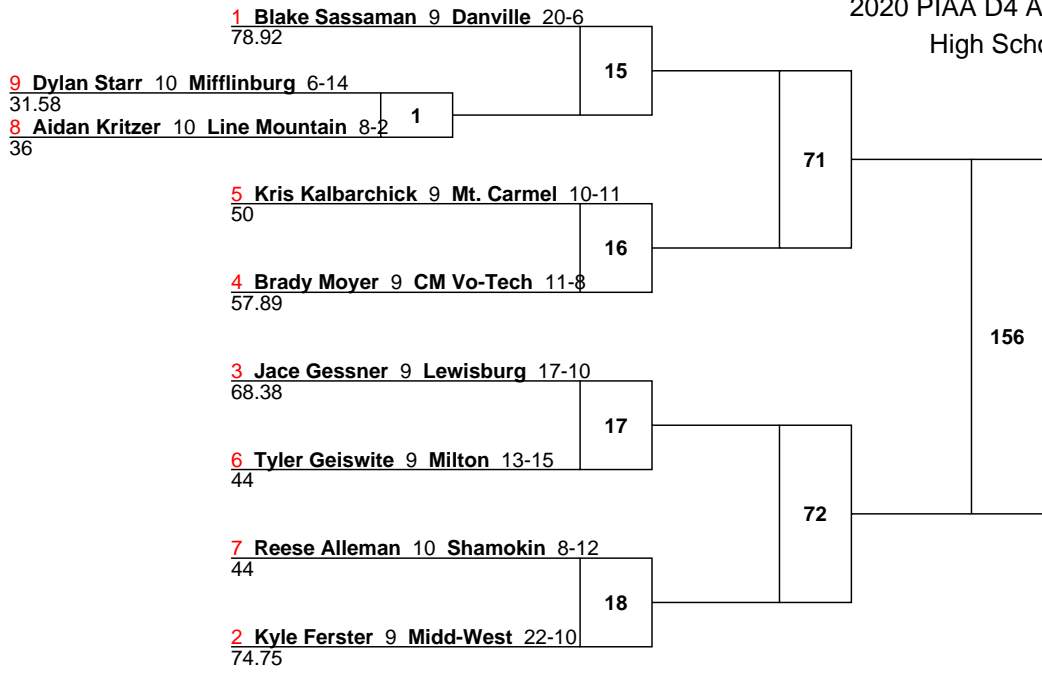 2020 PIAA D4 A
High Scho
1 Blake Sassaman 9 Danville 20-6
78.92
15
9 Dylan Starr 10 Mifflinburg 6-14
31.58
1
8 Aidan Kritzer 10 Line Mountain 8-2
36
71
5 Kris Kalbarchick 9 Mt. Carmel 10-11
50
16
4 Brady Moyer 9 CM Vo-Tech 11-8
57.89
156
3 Jace Gessner 9 Lewisburg 17-10
68.38
17
6 Tyler Geiswite 9 Milton 13-15
44
72
7 Reese Alleman 10 Shamokin 8-12
44
18
2 Kyle Ferster 9 Midd-West 22-10
74.75